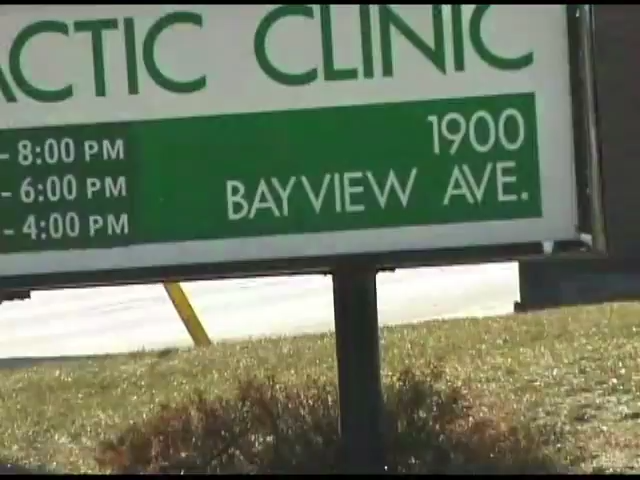 ACTIC CLINIC
- 8:00 PM
- 6:00 PM
- 4:00 PM
1900
BAYVIEW AVE.